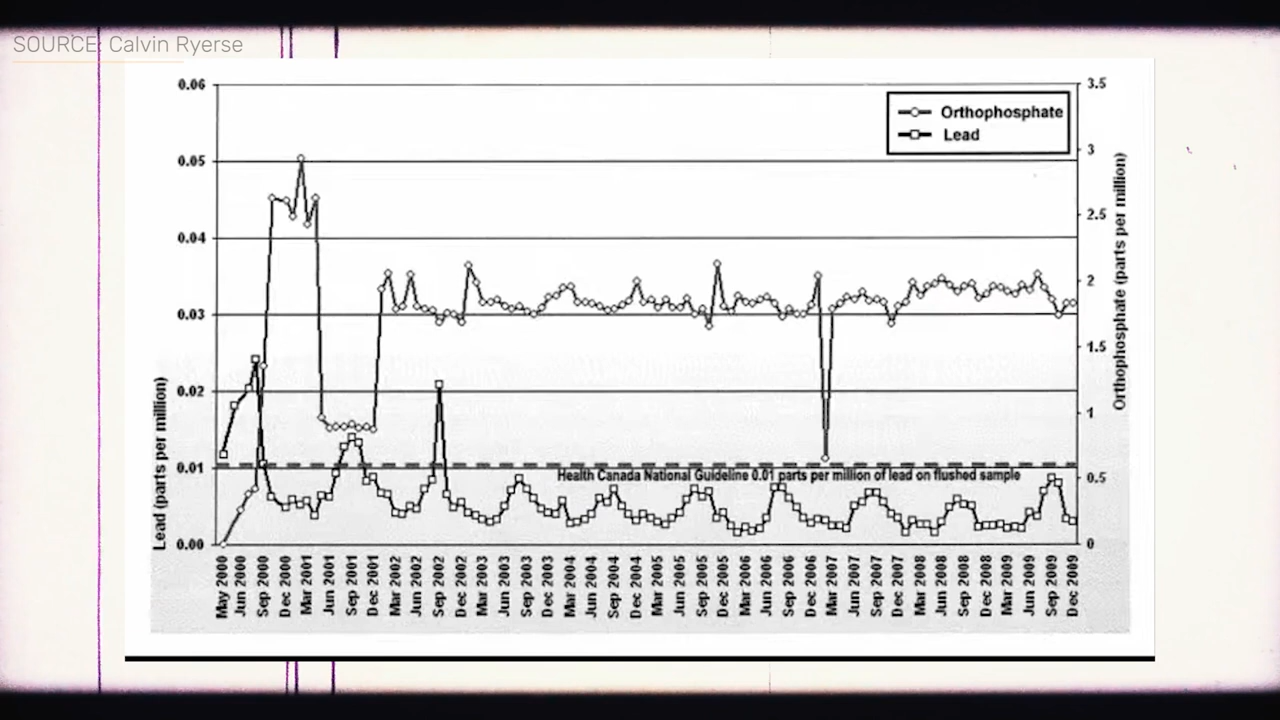 SOURCE: Calvin Ryerse
0.06
0.05
0.04
0.03
0.02
0.01
0.00
Lead (parts per million)
3.5
3
2.5
2
1.5
1
0.5
0
Orthophosphate (parts per million)
Orthophosphate
Lead
Health Canada National Guideline 0.01 parts per million of lead on flushed sample
May 2000
Jun 2000
Sep 2000
Dec 2000
Mar 2001
Jun 2001
Sep 2001
Dec 2001
Mar 2002
Jun 2002
Sep 2002
Dec 2002
Mar 2003
Jun 2003
Sep 2003
Dec 2003
Mar 2004
Jun 2004
Sep 2004
Dec 2004
Mar 2005
Jun 2005
Sep 2005
Dec 2005
Mar 2006
Jun 2006
Sep 2006
Dec 2006
Mar 2007
Jun 2007
Sep 2007
Dec 2007
Mar 2008
Jun 2008
Sep 2008
Dec 2008
Mar 2009
Jun 2009
Sep 2009
Dec 2009